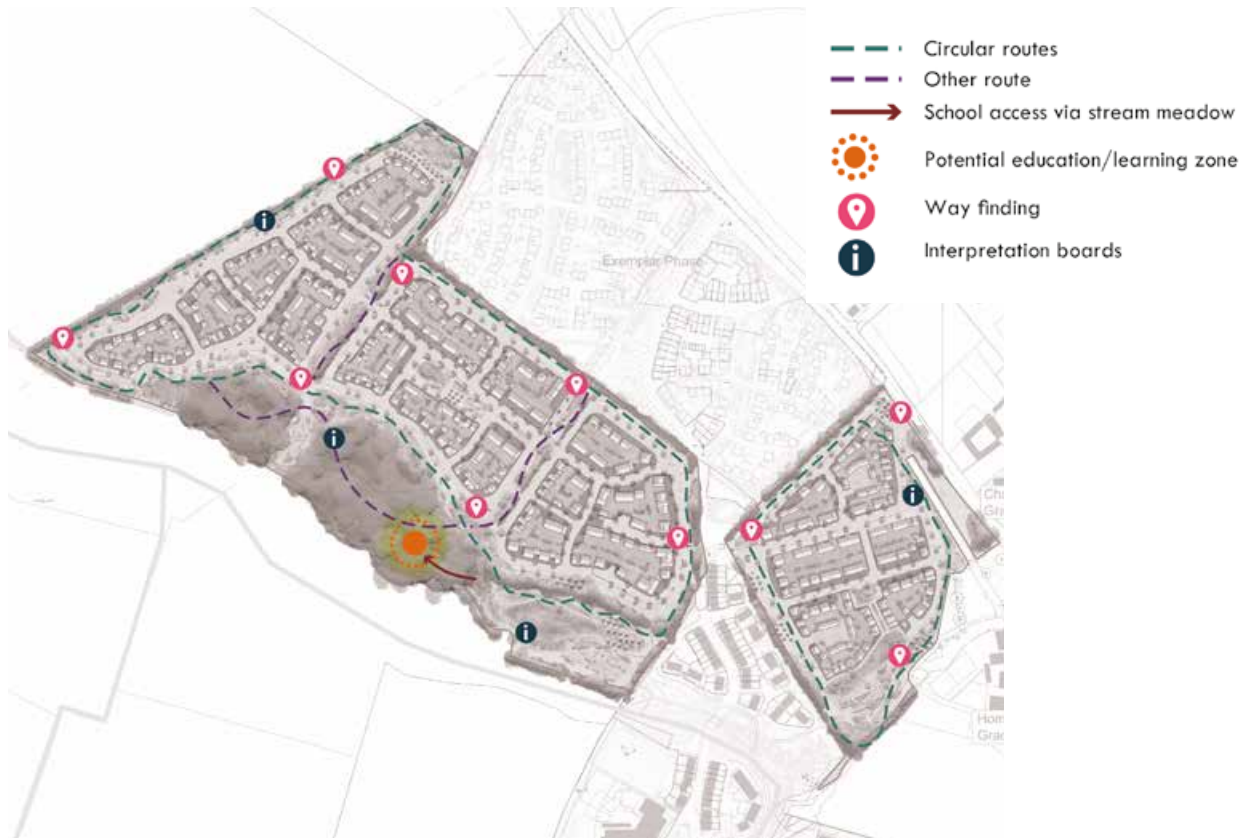 Circular routes
Other route
School access via stream meadow
Potential education/learning zone
Way finding
Interpretation boards
Exemplar Phase